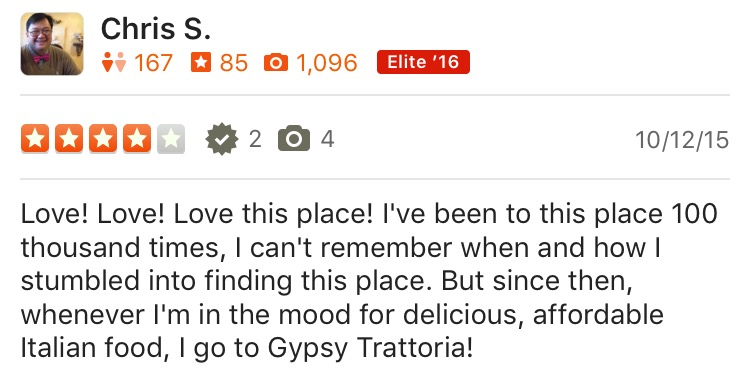 Chris S.
167 85 1,096 Elite '16
2 4 10/12/15
Love! Love! Love this place! I've been to this place 100
thousand times, I can't remember when and how I
stumbled into finding this place. But since then,
whenever I'm in the mood for delicious, affordable
Italian food, I go to Gypsy Trattoria!